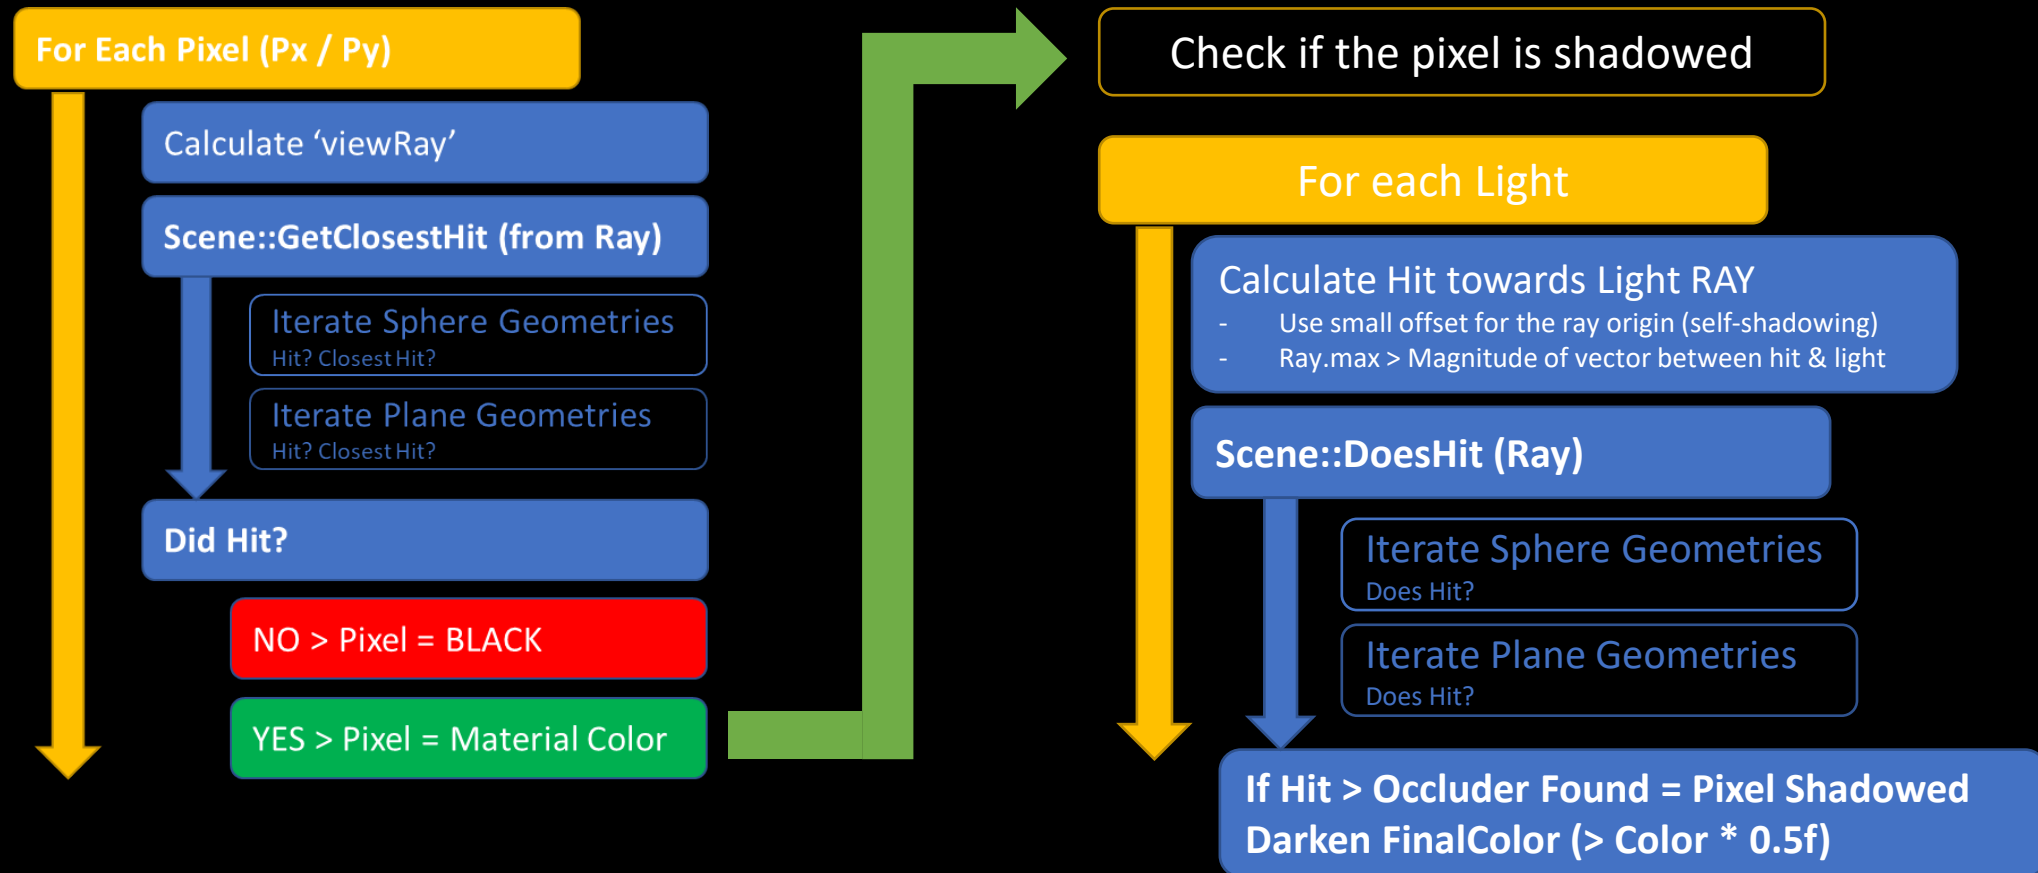 For Each Pixel (Px / Py)
Calculate ‘viewRay’
Scene::GetClosestHit (from Ray)
Iterate Sphere Geometries
Hit? Closest Hit?
Iterate Plane Geometries
Hit? Closest Hit?
Did Hit?
NO > Pixel = BLACK
YES > Pixel = Material Color
Check if the pixel is shadowed
For each Light
Calculate Hit towards Light RAY
- Use small offset for the ray origin (self-shadowing)
- Ray.max > Magnitude of vector between hit & light
Scene::DoesHit (Ray)
Iterate Sphere Geometries
Does Hit?
Iterate Plane Geometries
Does Hit?
If Hit > Occluder Found = Pixel Shadowed
Darken FinalColor (> Color * 0.5f)